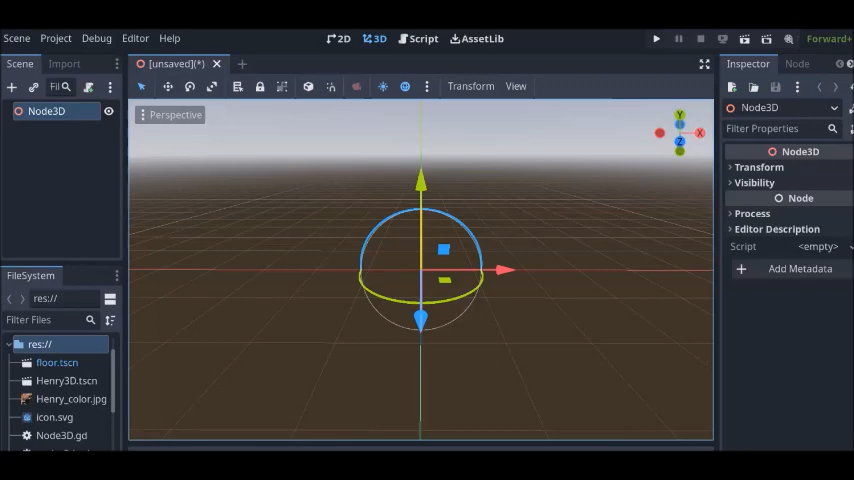 Scene Project Debug Editor Help 2D 3D Script AssetLib Forward+
Scene Import [unsaved](*) Inspector Node
Fil Transform View
Node3D Perspective Y X Z Node3D
Filter Properties
Node3D
Transform
Visibility
Node
Process
Editor Description
Script <empty>
Add Metadata
FileSystem
res://
Filter Files
res://
floor.tscn
Henry3D.tscn
Henry_color.jpg
icon.svg
Node3D.gd